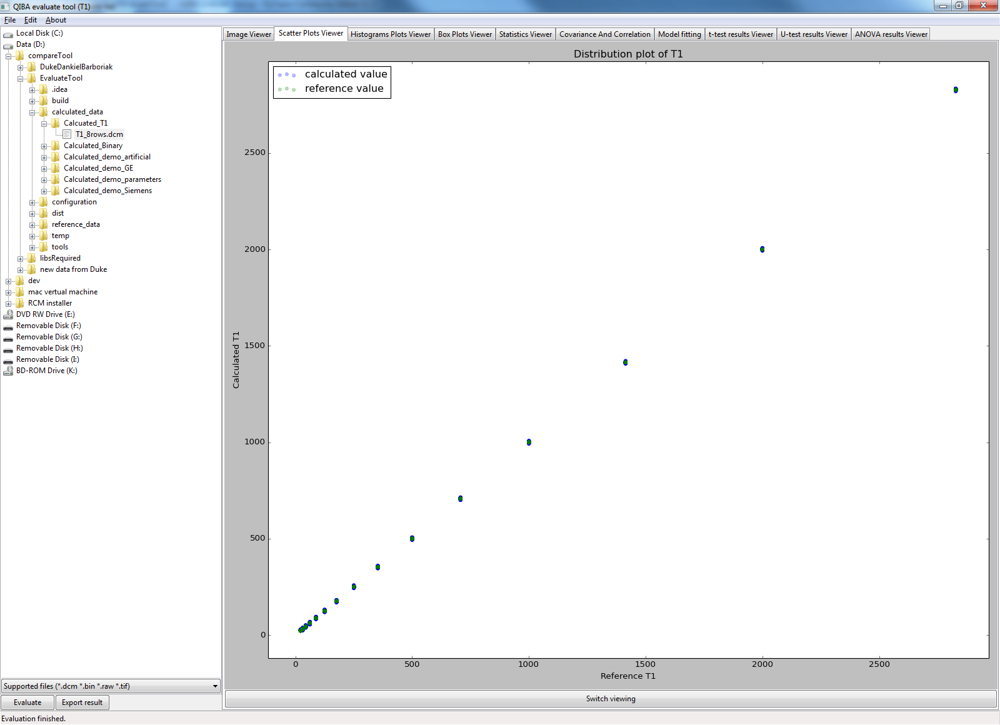 QIBA evaluate tool (T1)
File Edit About
Local Disk (C:)
Data (D:)
compareTool
DukeDankielBarboriak
EvaluateTool
.idea
build
calculated_data
Calcuated_T1
T1_8rows.dcm
Calculated_Binary
Calculated_demo_artificial
Calculated_demo_GE
Calculated_demo_parameters
Calculated_demo_Siemens
configuration
dist
reference_data
temp
tools
libsRequired
new data from Duke
dev
mac vertual machine
RCM installer
DVD RW Drive (E:)
Removable Disk (F:)
Removable Disk (G:)
Removable Disk (H:)
Removable Disk (I:)
BD-ROM Drive (K:)
Supported files (*.dcm *.bin *.raw *.tif)
Evaluate Export result
Evaluation finished.
Image Viewer Scatter Plots Viewer Histograms Plots Viewer Box Plots Viewer Statistics Viewer Covariance And Correlation Model fitting t-test results Viewer U-test results Viewer ANOVA results Viewer
Distribution plot of T1
calculated value
reference value
2500
2000
1500
1000
500
0
Calculated T1
0 500 1000 1500 2000 2500
Reference T1
Switch viewing